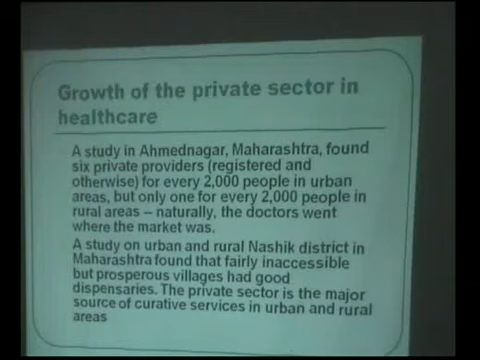 Growth of the private sector in
healthcare
A study in Ahmednagar, Maharashtra, found
six private providers (registered and
otherwise) for every 2,000 people in urban
areas, but only one for every 2,000 people in
rural areas -- naturally, the doctors went
where the market was.
A study on urban and rural Nashik district in
Maharashtra found that fairly inaccessible
but prosperous villages had good
dispensaries. The private sector is the major
source of curative services in urban and rural
areas